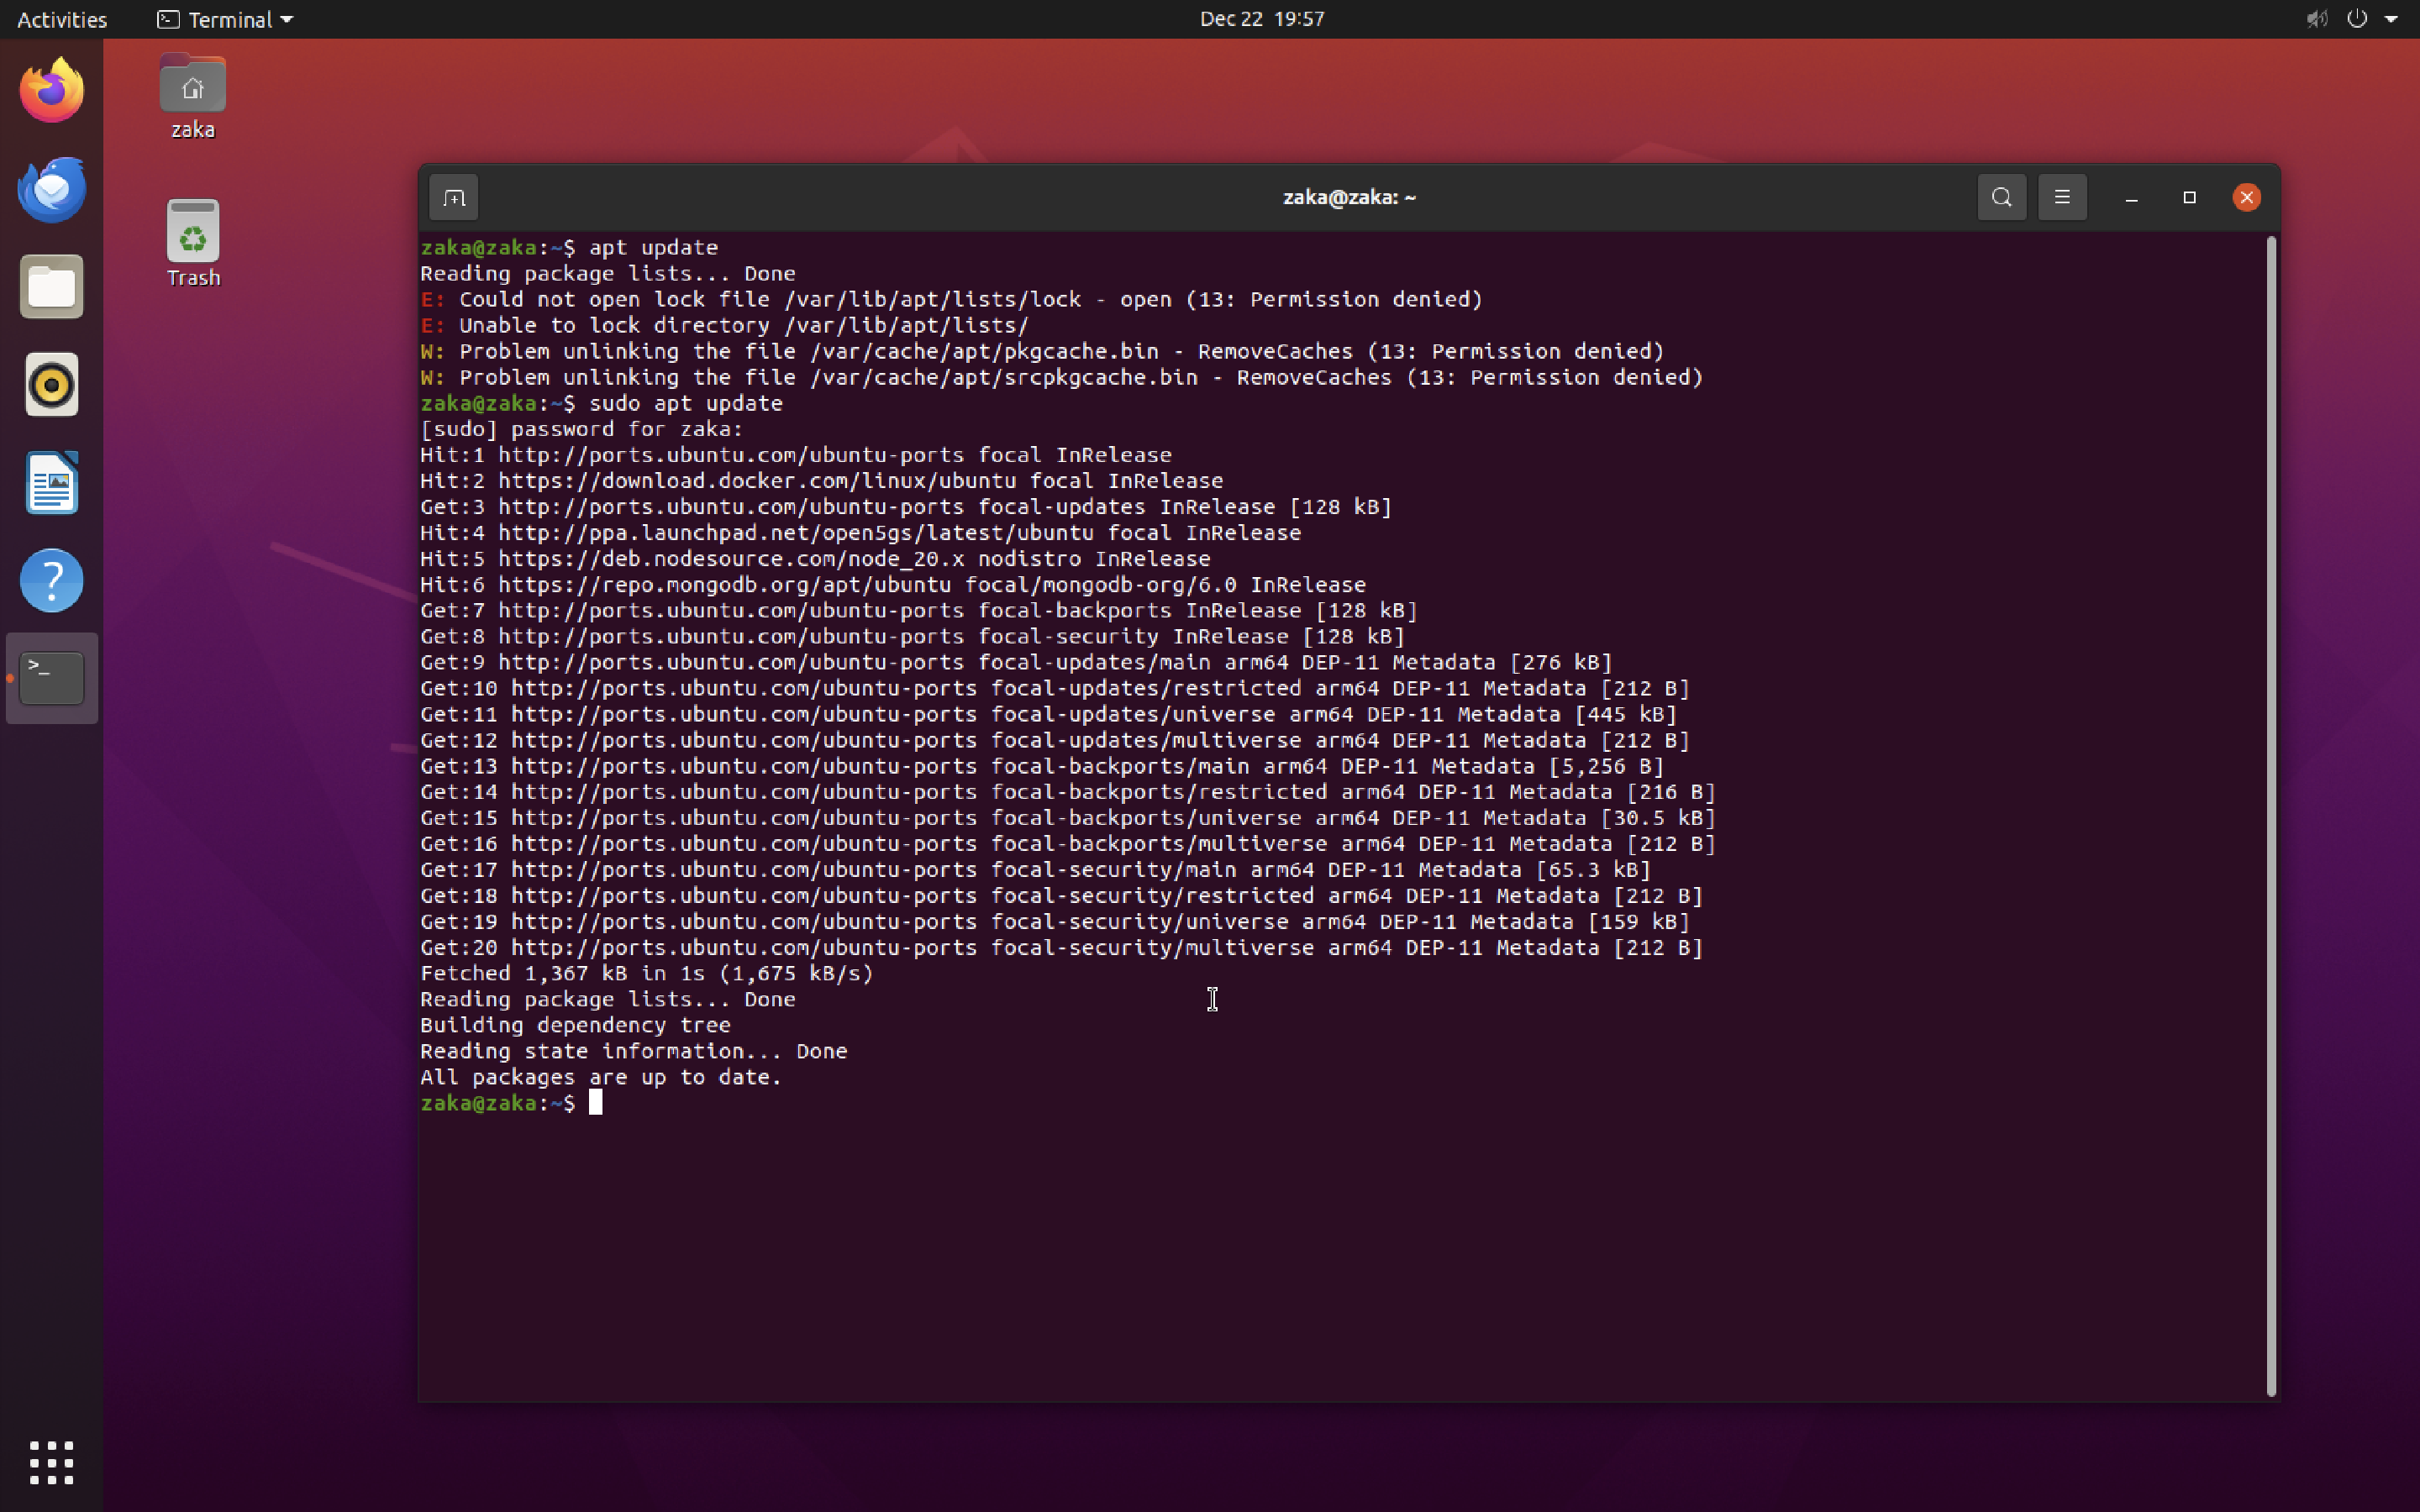 Activities
Terminal
Dec 22 19:57
zaka
Trash
zaka@zaka: ~
zaka@zaka:~$ apt update
Reading package lists... Done
E: Could not open lock file /var/lib/apt/lists/lock - open (13: Permission denied)
E: Unable to lock directory /var/lib/apt/lists/
W: Problem unlinking the file /var/cache/apt/pkgcache.bin - RemoveCaches (13: Permission denied)
W: Problem unlinking the file /var/cache/apt/srcpkgcache.bin - RemoveCaches (13: Permission denied)
zaka@zaka:~$ sudo apt update
[sudo] password for zaka:
Hit:1 http://ports.ubuntu.com/ubuntu-ports focal InRelease
Hit:2 https://download.docker.com/linux/ubuntu focal InRelease
Get:3 http://ports.ubuntu.com/ubuntu-ports focal-updates InRelease [128 kB]
Hit:4 http://ppa.launchpad.net/open5gs/latest/ubuntu focal InRelease
Hit:5 https://deb.nodesource.com/node_20.x nodistro InRelease
Hit:6 https://repo.mongodb.org/apt/ubuntu focal/mongodb-org/6.0 InRelease
Get:7 http://ports.ubuntu.com/ubuntu-ports focal-backports InRelease [128 kB]
Get:8 http://ports.ubuntu.com/ubuntu-ports focal-security InRelease [128 kB]
Get:9 http://ports.ubuntu.com/ubuntu-ports focal-updates/main arm64 DEP-11 Metadata [276 kB]
Get:10 http://ports.ubuntu.com/ubuntu-ports focal-updates/restricted arm64 DEP-11 Metadata [212 B]
Get:11 http://ports.ubuntu.com/ubuntu-ports focal-updates/universe arm64 DEP-11 Metadata [445 kB]
Get:12 http://ports.ubuntu.com/ubuntu-ports focal-updates/multiverse arm64 DEP-11 Metadata [212 B]
Get:13 http://ports.ubuntu.com/ubuntu-ports focal-backports/main arm64 DEP-11 Metadata [5,256 B]
Get:14 http://ports.ubuntu.com/ubuntu-ports focal-backports/restricted arm64 DEP-11 Metadata [216 B]
Get:15 http://ports.ubuntu.com/ubuntu-ports focal-backports/universe arm64 DEP-11 Metadata [30.5 kB]
Get:16 http://ports.ubuntu.com/ubuntu-ports focal-backports/multiverse arm64 DEP-11 Metadata [212 B]
Get:17 http://ports.ubuntu.com/ubuntu-ports focal-security/main arm64 DEP-11 Metadata [65.3 kB]
Get:18 http://ports.ubuntu.com/ubuntu-ports focal-security/restricted arm64 DEP-11 Metadata [212 B]
Get:19 http://ports.ubuntu.com/ubuntu-ports focal-security/universe arm64 DEP-11 Metadata [159 kB]
Get:20 http://ports.ubuntu.com/ubuntu-ports focal-security/multiverse arm64 DEP-11 Metadata [212 B]
Fetched 1,367 kB in 1s (1,675 kB/s)
Reading package lists... Done
Building dependency tree
Reading state information... Done
All packages are up to date.
zaka@zaka:~$